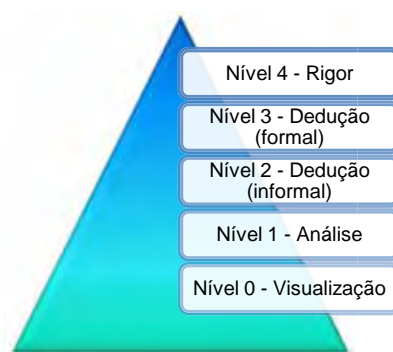 Nível 4 - Rigor
Nível 3 - Dedução
(formal)
Nível 2 - Dedução
(informal)
Nível 1 - Análise
Nível 0 - Visualização